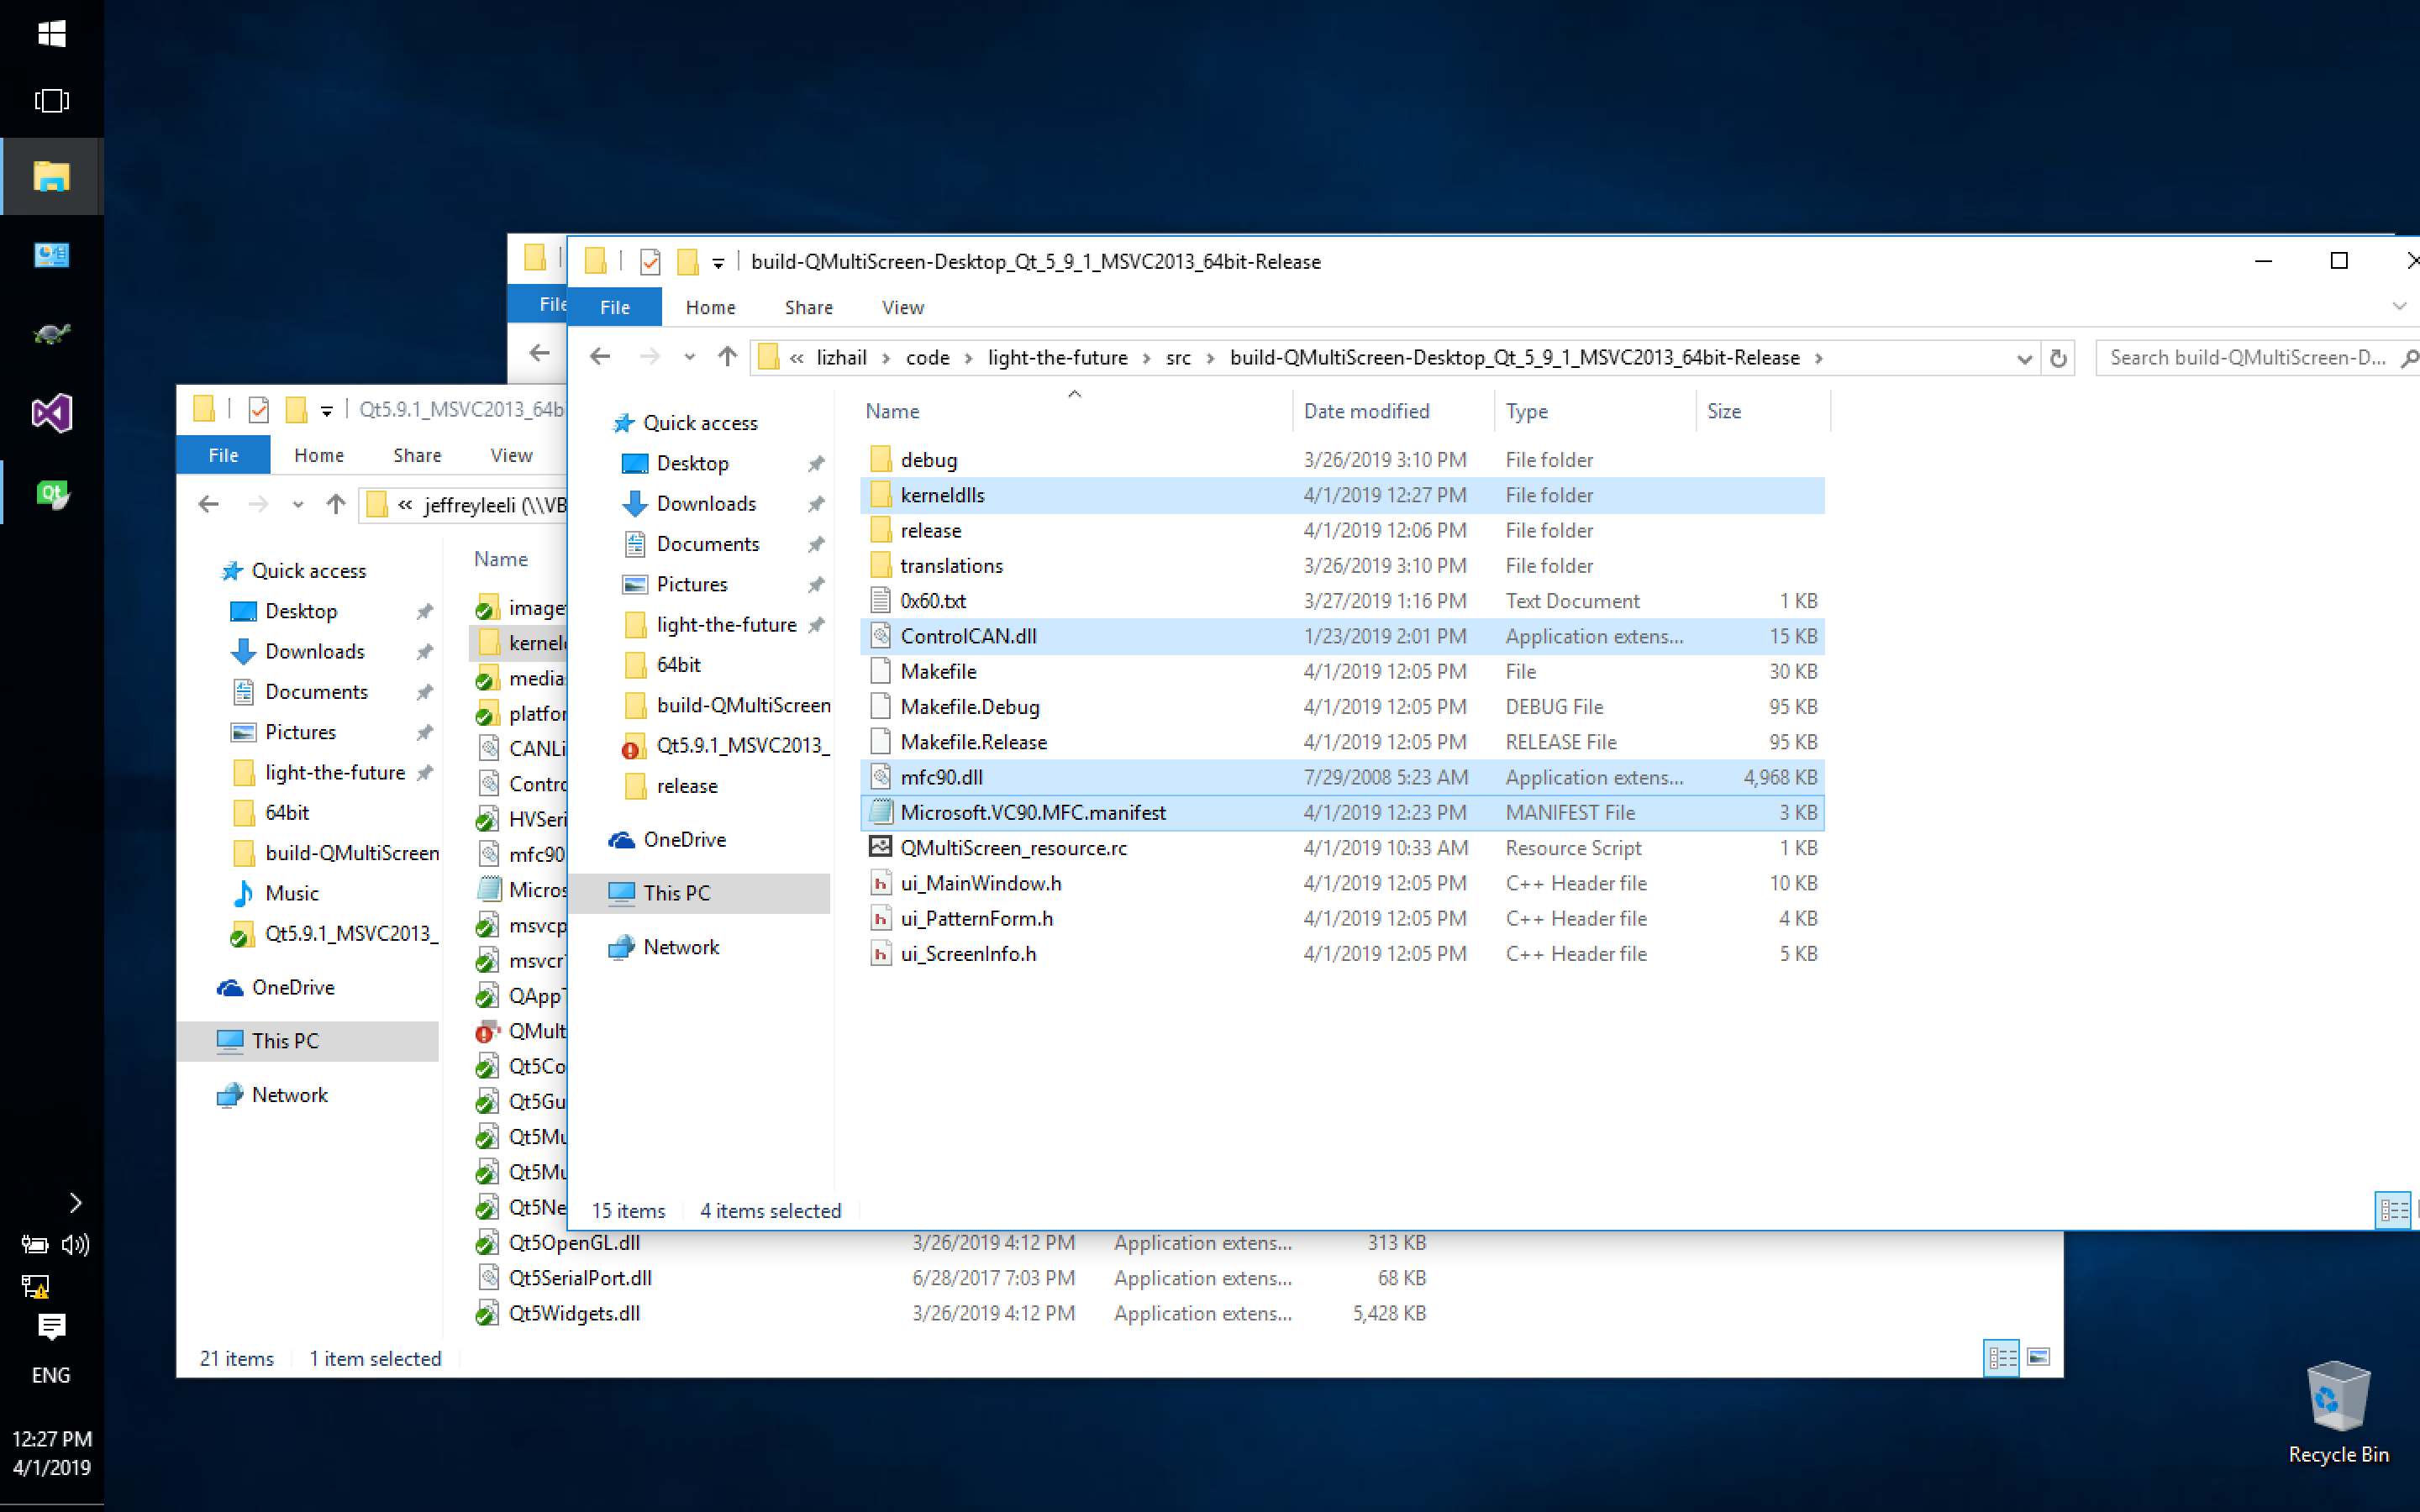 build-QMultiScreen-Desktop_Qt_5_9_1_MSVC2013_64bit-Release
File Home Share View
« lizhail › code › light-the-future › src › build-QMultiScreen-Desktop_Qt_5_9_1_MSVC2013_64bit-Release ›
Search build-QMultiScreen-D...
Quick access
Desktop
Downloads
Documents
Pictures
light-the-future
64bit
build-QMultiScreen
Qt5.9.1_MSVC2013_
release
OneDrive
This PC
Network
Name Date modified Type Size
debug 3/26/2019 3:10 PM File folder
kerneldlls 4/1/2019 12:27 PM File folder
release 4/1/2019 12:06 PM File folder
translations 3/26/2019 3:10 PM File folder
0x60.txt 3/27/2019 1:16 PM Text Document 1 KB
ControlCAN.dll 1/23/2019 2:01 PM Application extens... 15 KB
Makefile 4/1/2019 12:05 PM File 30 KB
Makefile.Debug 4/1/2019 12:05 PM DEBUG File 95 KB
Makefile.Release 4/1/2019 12:05 PM RELEASE File 95 KB
mfc90.dll 7/29/2008 5:23 AM Application extens... 4,968 KB
Microsoft.VC90.MFC.manifest 4/1/2019 12:23 PM MANIFEST File 3 KB
QMultiScreen_resource.rc 4/1/2019 10:33 AM Resource Script 1 KB
ui_MainWindow.h 4/1/2019 12:05 PM C++ Header file 10 KB
ui_PatternForm.h 4/1/2019 12:05 PM C++ Header file 4 KB
ui_ScreenInfo.h 4/1/2019 12:05 PM C++ Header file 5 KB
15 items 4 items selected
File
Qt5.9.1_MSVC2013_64b
File Home Share View
« jeffreyleeli (\\VB
Quick access
Desktop
Downloads
Documents
Pictures
light-the-future
64bit
build-QMultiScreen
Music
Qt5.9.1_MSVC2013_
OneDrive
This PC
Network
Name
image
kernel
media
platfor
CANLi
Contro
HVSeri
mfc90
Micros
msvcp
msvcr
QApp
QMult
Qt5Co
Qt5Gu
Qt5Mu
Qt5Mu
Qt5Ne
Qt5OpenGL.dll 3/26/2019 4:12 PM Application extens... 313 KB
Qt5SerialPort.dll 6/28/2017 7:03 PM Application extens... 68 KB
Qt5Widgets.dll 3/26/2019 4:12 PM Application extens... 5,428 KB
21 items 1 item selected
Qt
ENG
12:27 PM
4/1/2019
Recycle Bin